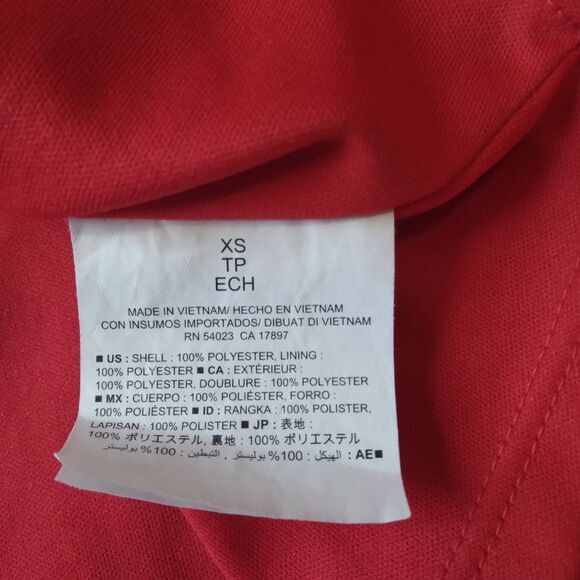 XS
TP
ECH
MADE IN VIETNAM/ HECHO EN VIETNAM
CON INSUMOS IMPORTADOS/ DIBUAT DI VIETNAM
RN 54023 CA 17897
■ US : SHELL : 100% POLYESTER, LINING :
100% POLYESTER ■ CA : EXTÉRIEUR :
100% POLYESTER, DOUBLURE : 100% POLYESTER
■ MX : CUERPO : 100% POLIÉSTER, FORRO :
100% POLIÉSTER ■ ID : RANGKA : 100% POLISTER,
LAPISAN : 100% POLISTER ■ JP : 表地 :
100% ポリエステル, 裏地 : 100% ポリエステル
■ AE : الهيكل : 100% بوليستر , التبطين : 100% بوليستر